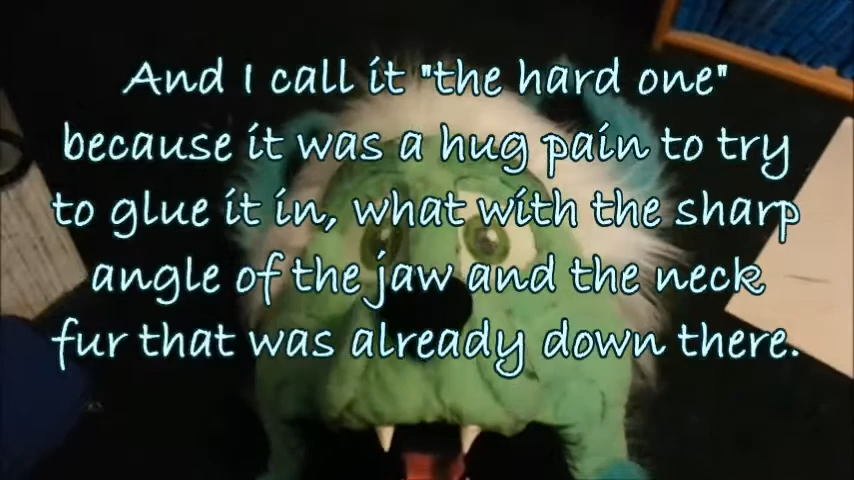 And I call it "the hard one"
because it was a hug pain to try
to glue it in, what with the sharp
angle of the jaw and the neck
fur that was already down there.